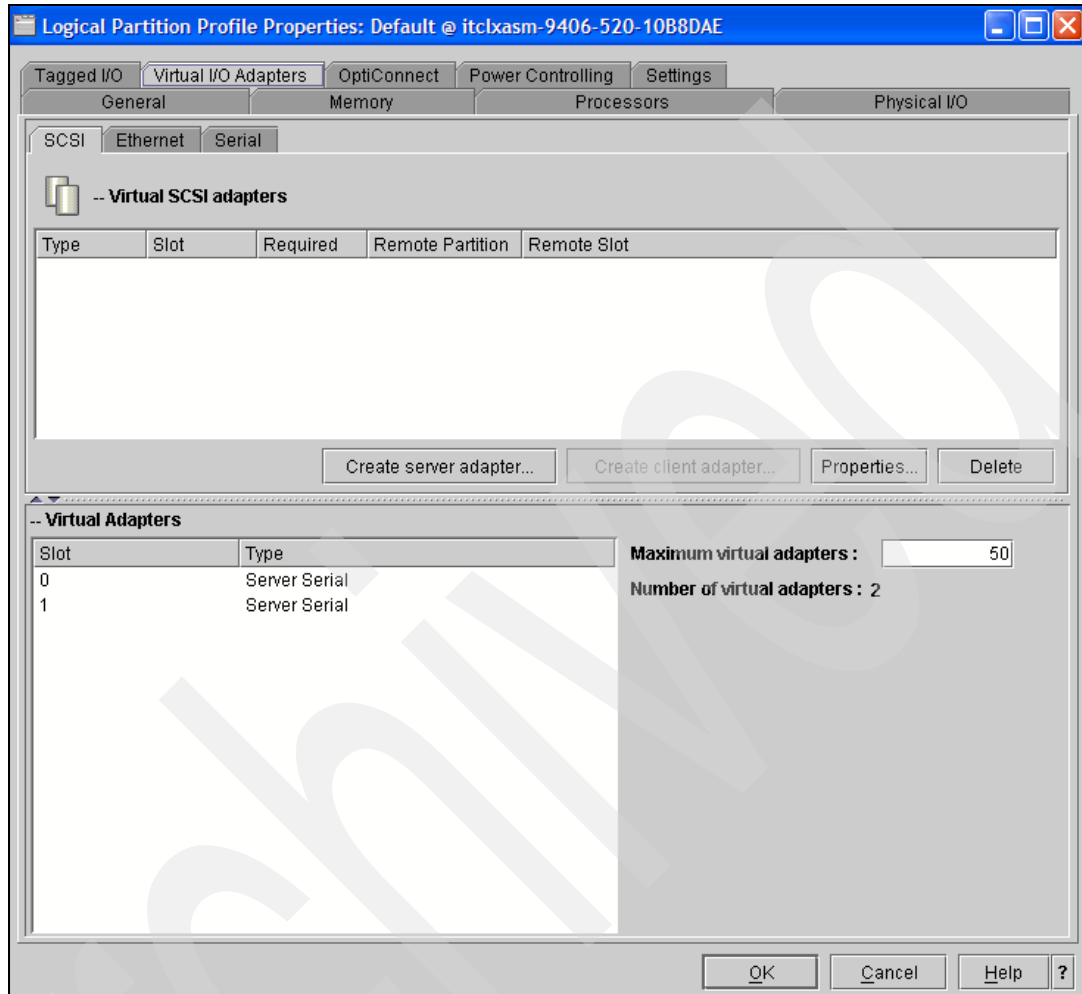 Logical Partition Profile Properties: Default @ itclxasm-9406-520-10B8DAE
Tagged I/O Virtual I/O Adapters OptiConnect Power Controlling Settings
General Memory Processors Physical I/O
SCSI Ethernet Serial
-- Virtual SCSI adapters
Type Slot Required Remote Partition Remote Slot
Create server adapter... Create client adapter... Properties... Delete
-- Virtual Adapters
Slot Type
0 Server Serial
1 Server Serial
Maximum virtual adapters : 50
Number of virtual adapters : 2
OK Cancel Help ?